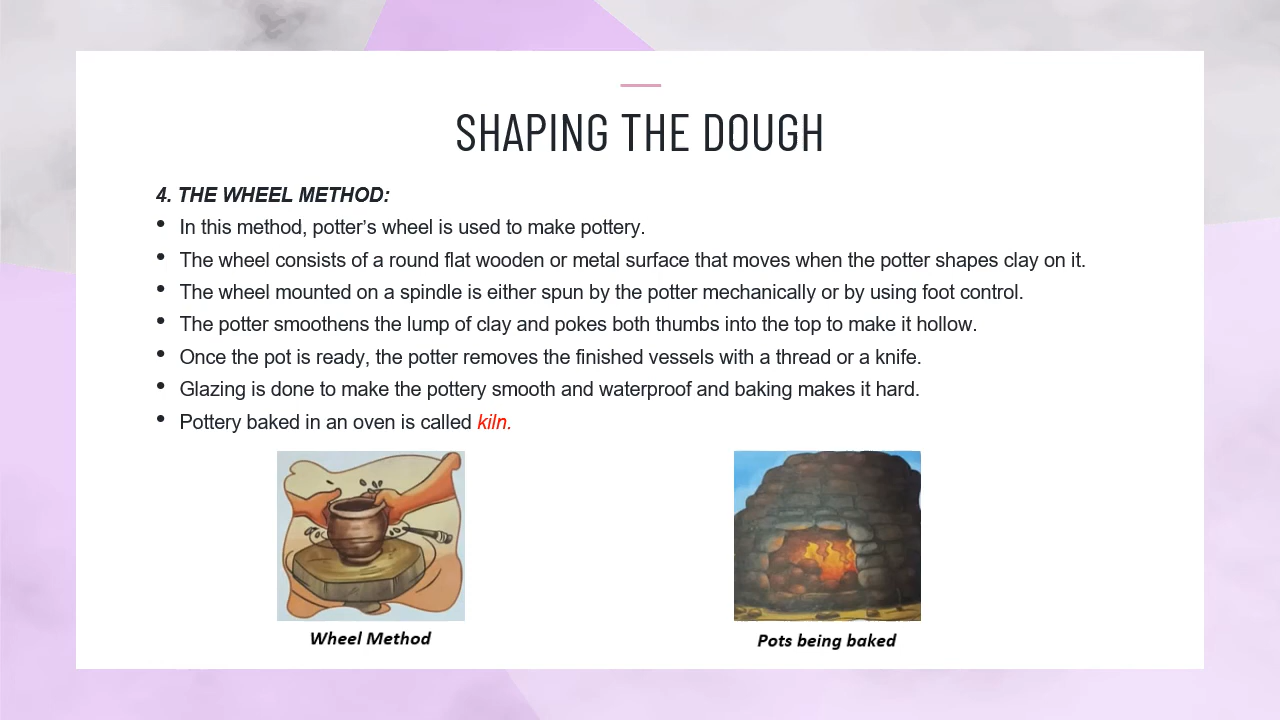 SHAPING THE DOUGH
4. THE WHEEL METHOD:
• In this method, potter's wheel is used to make pottery.
• The wheel consists of a round flat wooden or metal surface that moves when the potter shapes clay on it.
• The wheel mounted on a spindle is either spun by the potter mechanically or by using foot control.
• The potter smoothens the lump of clay and pokes both thumbs into the top to make it hollow.
• Once the pot is ready, the potter removes the finished vessels with a thread or a knife.
• Glazing is done to make the pottery smooth and waterproof and baking makes it hard.
• Pottery baked in an oven is called kiln.
Wheel Method
Pots being baked